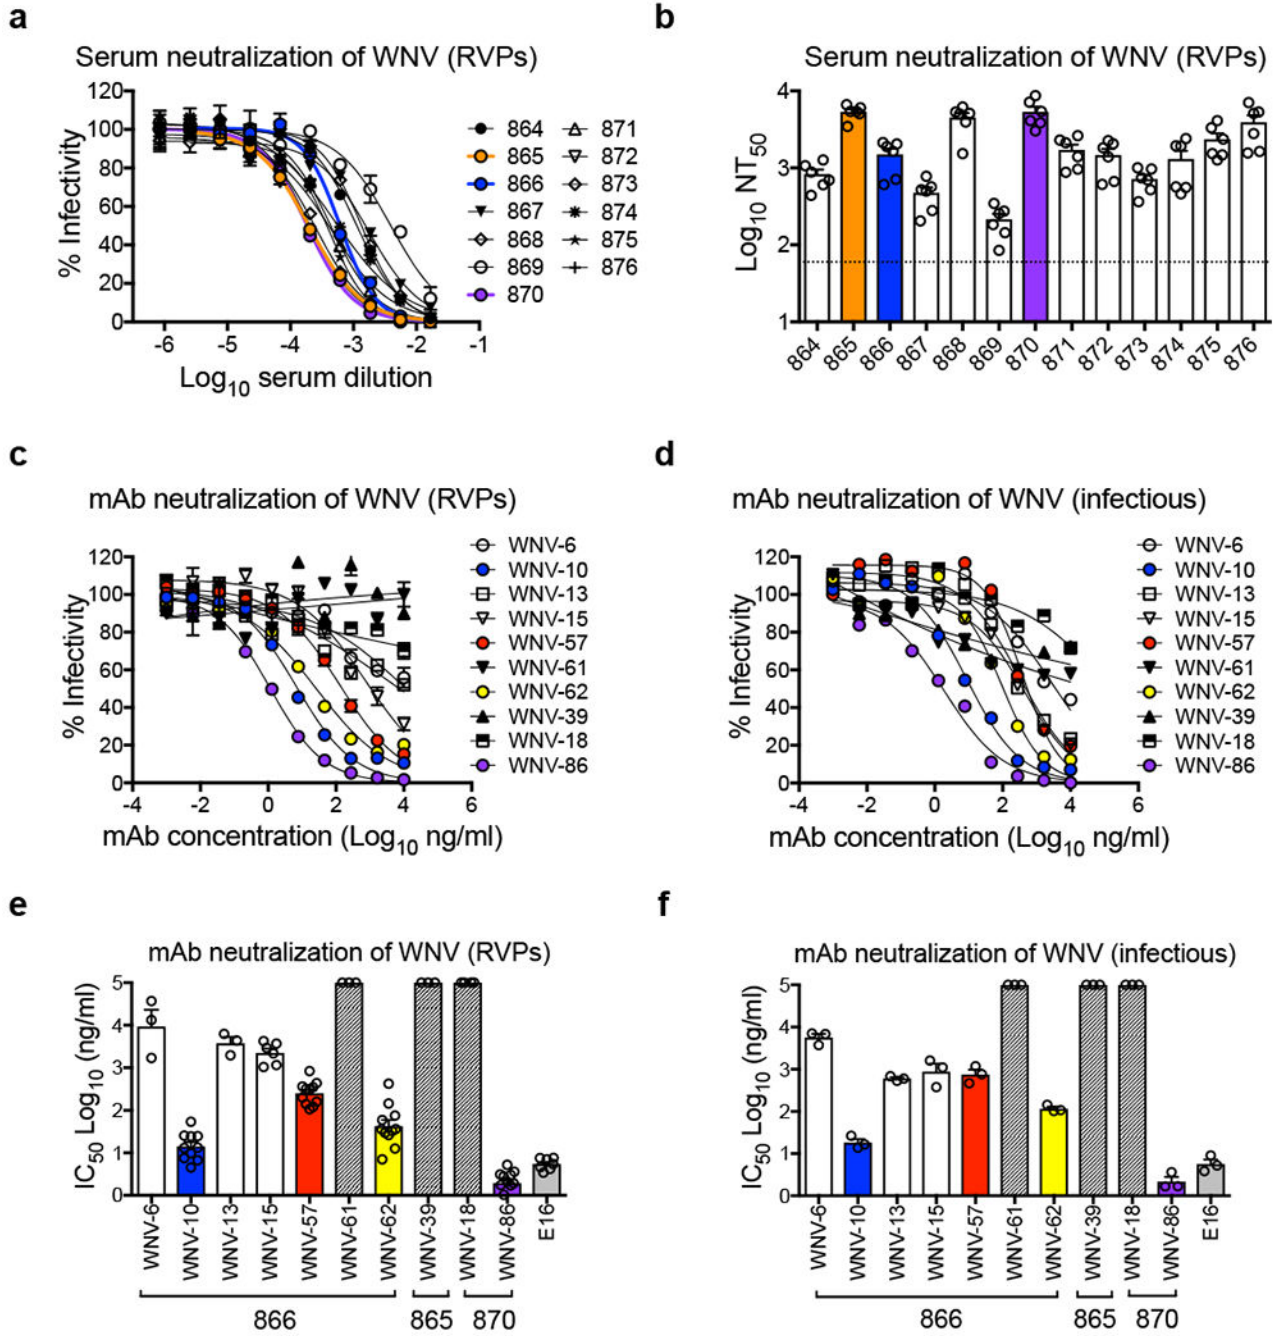 a
Serum neutralization of WNV (RVPs)
120
100
80
60
40
20
0
% Infectivity
-6 -5 -4 -3 -2 -1
Log10 serum dilution
864 871
865 872
866 873
867 874
868 875
869 876
870
b
Serum neutralization of WNV (RVPs)
4
3
2
1
Log10 NT50
864 865 866 867 868 869 870 871 872 873 874 875 876
c
mAb neutralization of WNV (RVPs)
120
100
80
60
40
20
0
% Infectivity
-4 -2 0 2 4 6
mAb concentration (Log10 ng/ml)
WNV-6
WNV-10
WNV-13
WNV-15
WNV-57
WNV-61
WNV-62
WNV-39
WNV-18
WNV-86
d
mAb neutralization of WNV (infectious)
120
100
80
60
40
20
0
% Infectivity
-4 -2 0 2 4 6
mAb concentration (Log10 ng/ml)
WNV-6
WNV-10
WNV-13
WNV-15
WNV-57
WNV-61
WNV-62
WNV-39
WNV-18
WNV-86
e
mAb neutralization of WNV (RVPs)
5
4
3
2
1
0
IC50 Log10 (ng/ml)
WNV-6 WNV-10 WNV-13 WNV-15 WNV-57 WNV-61 WNV-62 WNV-39 WNV-18 WNV-86 E16
866 865 870
f
mAb neutralization of WNV (infectious)
5
4
3
2
1
0
IC50 Log10 (ng/ml)
WNV-6 WNV-10 WNV-13 WNV-15 WNV-57 WNV-61 WNV-62 WNV-39 WNV-18 WNV-86 E16
866 865 870